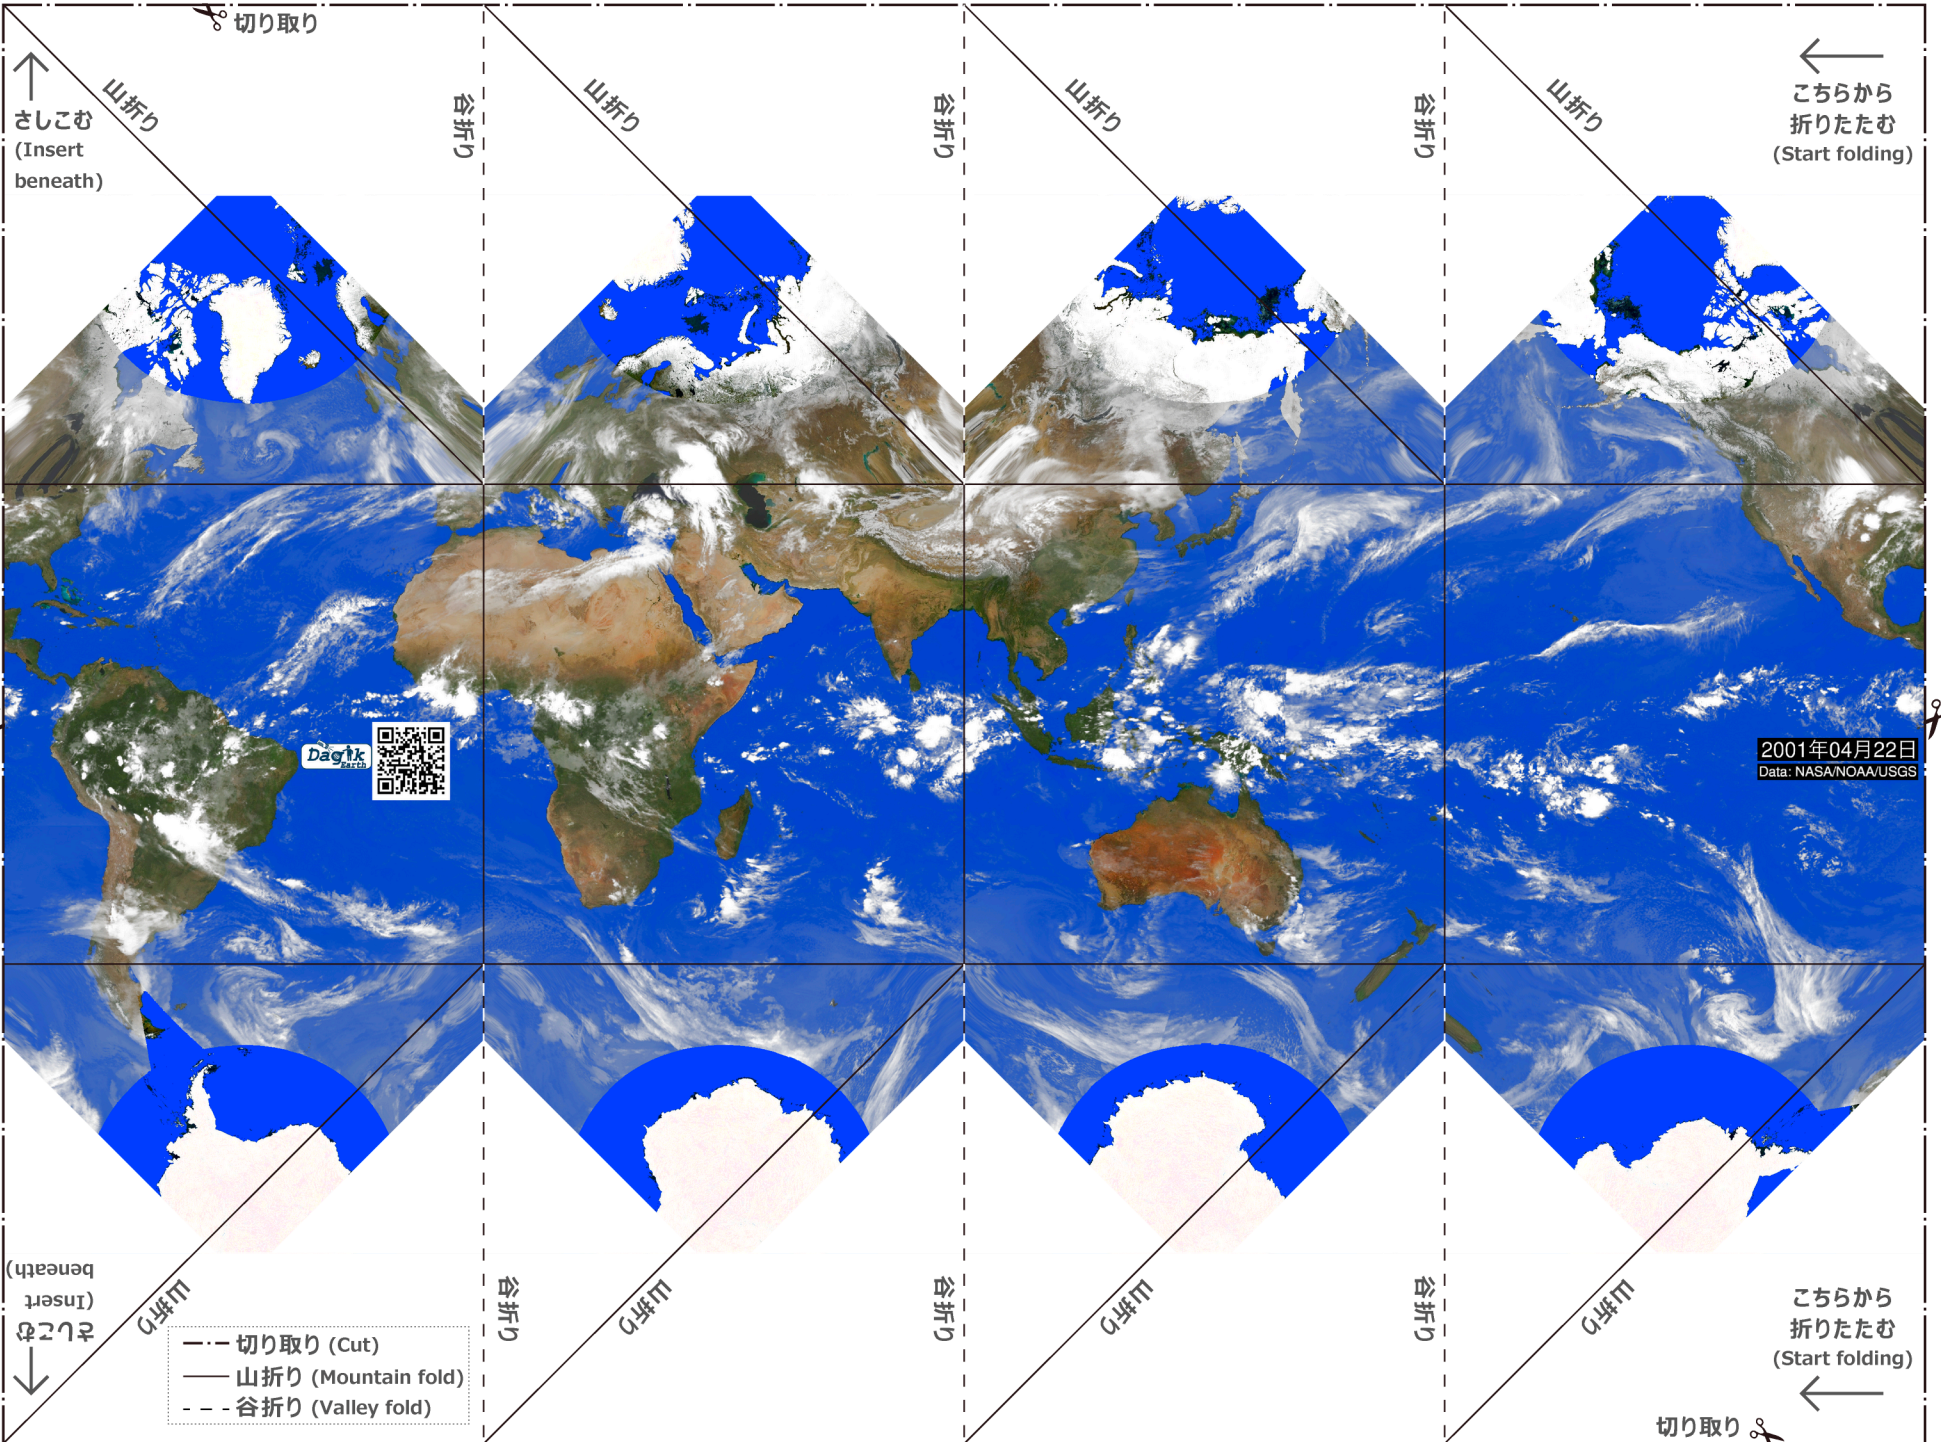 切り取り
山折り
谷折り
山折り
谷折り
山折り
谷折り
山折り
さしこむ
(Insert
beneath)
こちらから
折りたたむ
(Start folding)
Dagik
Earth
2001年04月22日
Data: NASA/NOAA/USGS
さしこむ
(Insert
beneath)
山折り
谷折り
山折り
谷折り
山折り
谷折り
山折り
こちらから
折りたたむ
(Start folding)
切り取り (Cut)
山折り (Mountain fold)
谷折り (Valley fold)
切り取り